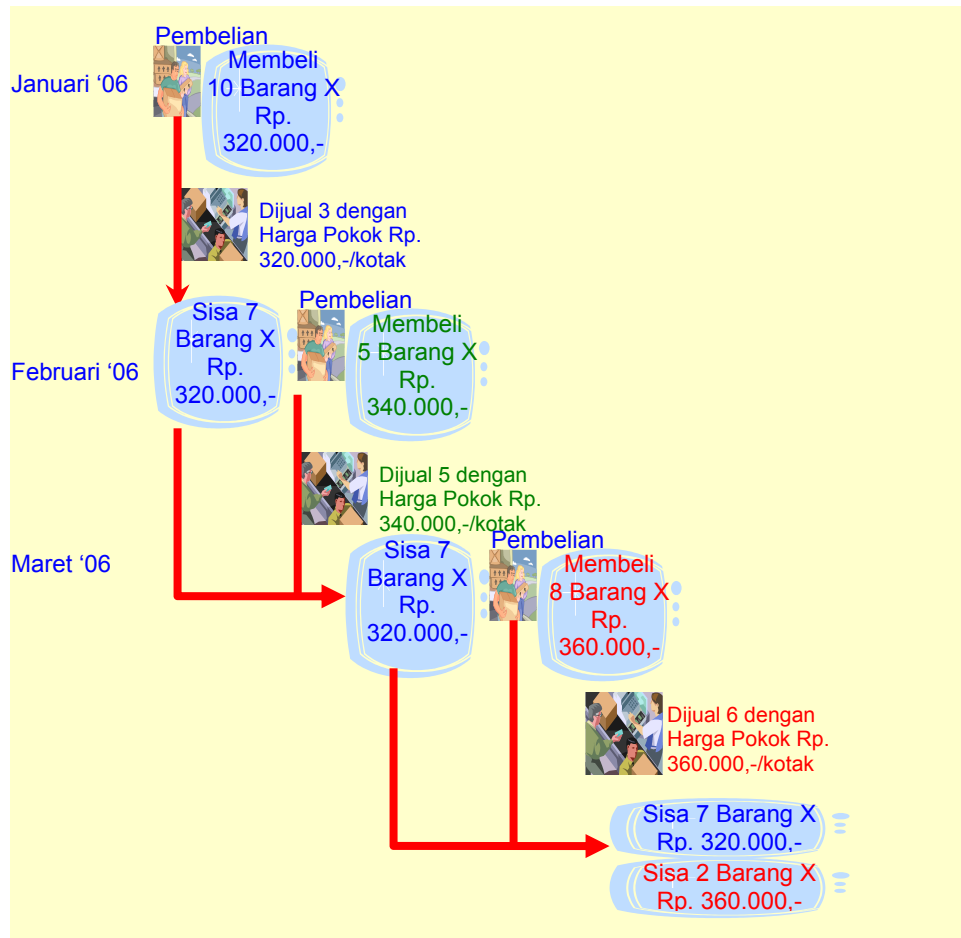 Pembelian
Januari ‘06
Membeli
10 Barang X
Rp.
320.000,-
Dijual 3 dengan
Harga Pokok Rp.
320.000,-/kotak
Februari ‘06
Sisa 7
Barang X
Rp.
320.000,-
Pembelian
Membeli
5 Barang X
Rp.
340.000,-
Dijual 5 dengan
Harga Pokok Rp.
340.000,-/kotak
Maret ‘06
Sisa 7
Barang X
Rp.
320.000,-
Pembelian
Membeli
8 Barang X
Rp.
360.000,-
Dijual 6 dengan
Harga Pokok Rp.
360.000,-/kotak
Sisa 7 Barang X
Rp. 320.000,-
Sisa 2 Barang X
Rp. 360.000,-